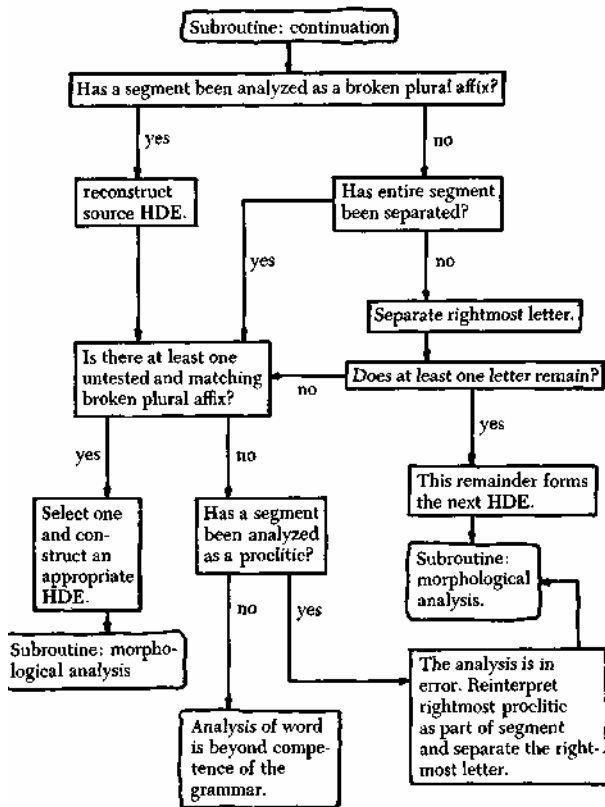 Subroutine: continuation
Has a segment been analyzed as a broken plural affix?
yes
no
reconstruct
source HDE.
Has entire segment
been separated?
yes
no
Separate rightmost letter.
Is there at least one
untested and matching
broken plural affix?
no
Does at least one letter remain?
yes
no
yes
Select one
and con-
struct an
appropriate
HDE.
Has a segment
been analyzed
as a proclitic?
This remainder forms
the next HDE.
Subroutine:
morphological
analysis.
no
yes
Subroutine: morpho-
logical analysis
The analysis is in
error. Reinterpret
rightmost proclitic
as part of segment
and separate the right-
most letter.
Analysis of word
is beyond compe-
tence of the
grammar.